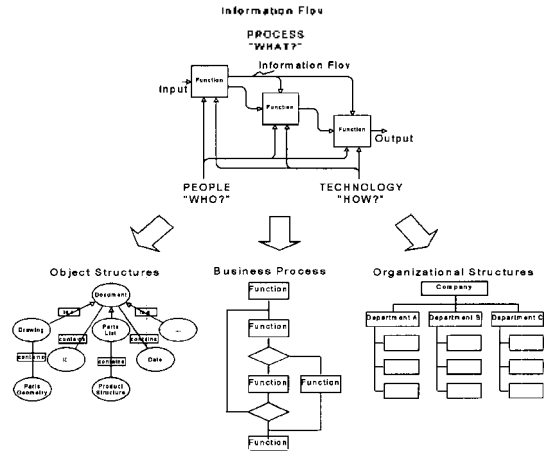 Information Flow
PROCESS
"WHAT?"
Information Flow
Function
Input
Function
Function
Output
PEOPLE
"WHO?"
TECHNOLOGY
"HOW?"
Object Structures
Business Process
Organizational Structures
Document
Drawing
Parts
List
...
contains
contains
Date
contains
contains
Parts
Geometry
Product
Structure
Function
Function
Function
Function
Function
Company
Department A
Department B
Department C